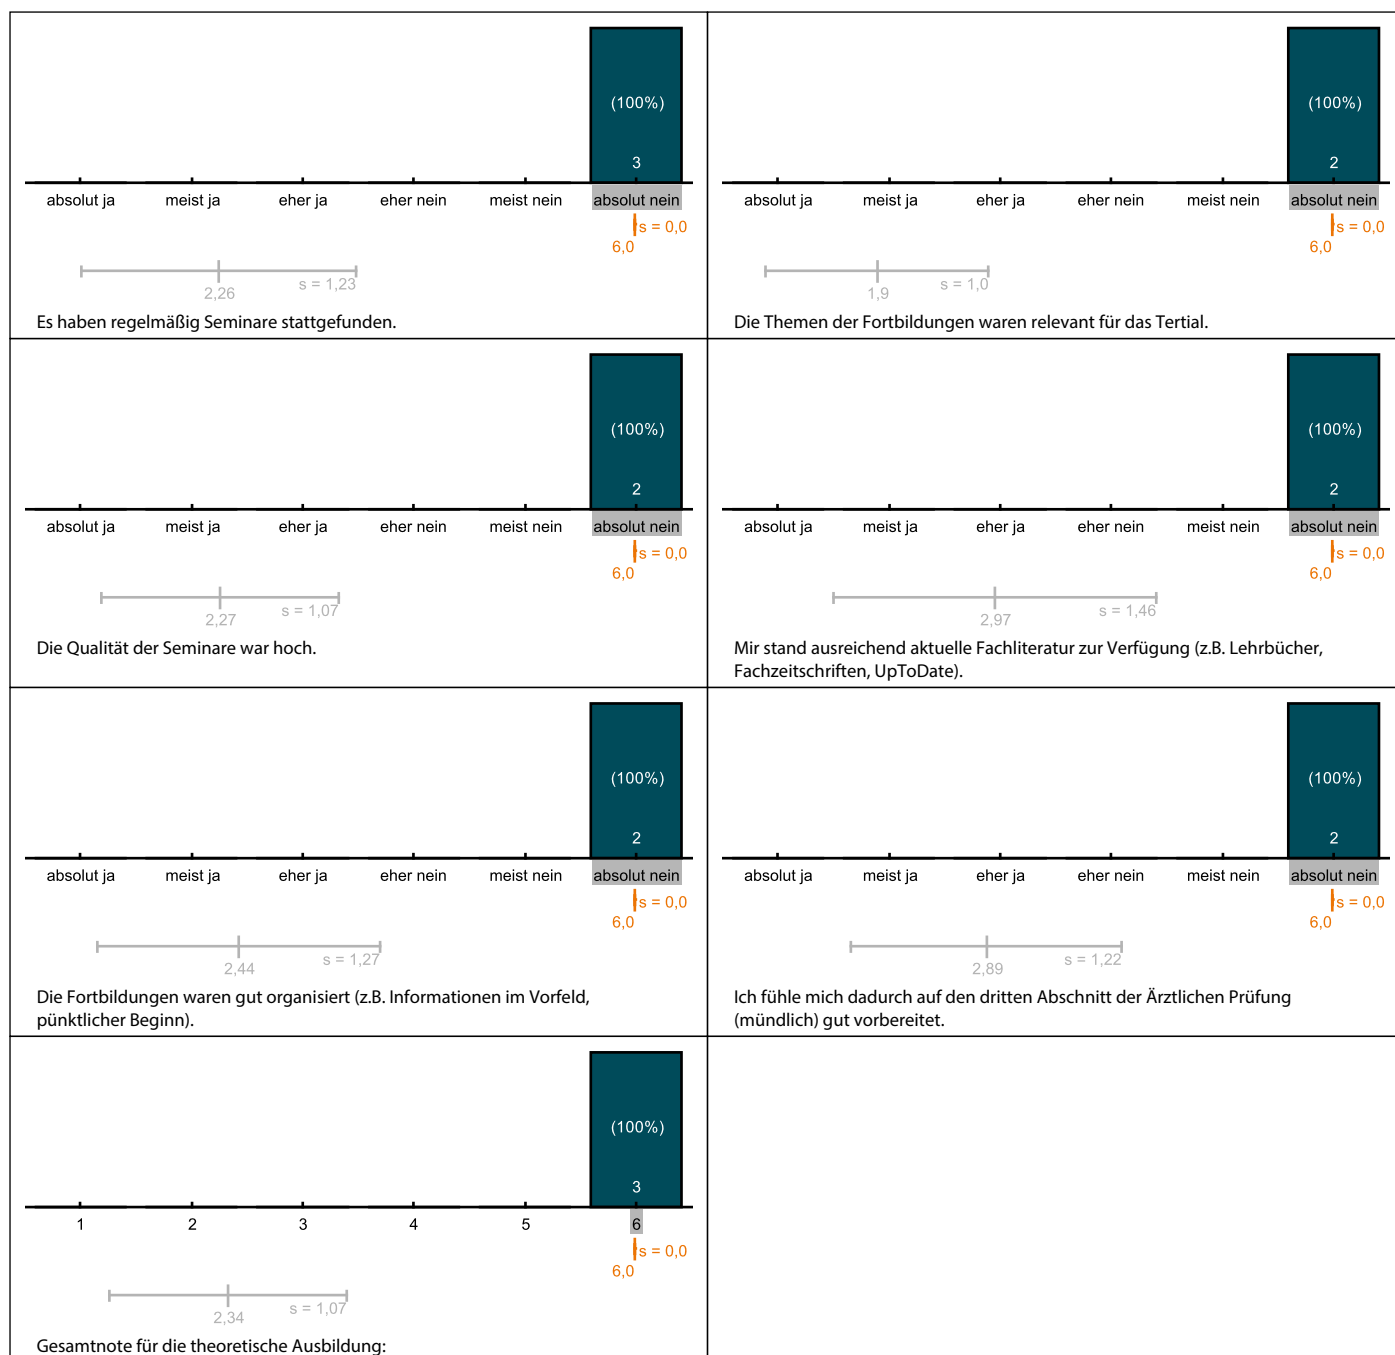 (100%)
3
absolut ja meist ja eher ja eher nein meist nein absolut nein
s = 0,0
6,0
s = 1,23
2,26
Es haben regelmäßig Seminare stattgefunden.
(100%)
2
absolut ja meist ja eher ja eher nein meist nein absolut nein
s = 0,0
6,0
s = 1,0
1,9
Die Themen der Fortbildungen waren relevant für das Tertial.
(100%)
2
absolut ja meist ja eher ja eher nein meist nein absolut nein
s = 0,0
6,0
s = 1,07
2,27
Die Qualität der Seminare war hoch.
(100%)
2
absolut ja meist ja eher ja eher nein meist nein absolut nein
s = 0,0
6,0
s = 1,46
2,97
Mir stand ausreichend aktuelle Fachliteratur zur Verfügung (z.B. Lehrbücher,
Fachzeitschriften, UpToDate).
(100%)
2
absolut ja meist ja eher ja eher nein meist nein absolut nein
s = 0,0
6,0
s = 1,27
2,44
Die Fortbildungen waren gut organisiert (z.B. Informationen im Vorfeld,
pünktlicher Beginn).
(100%)
2
absolut ja meist ja eher ja eher nein meist nein absolut nein
s = 0,0
6,0
s = 1,22
2,89
Ich fühle mich dadurch auf den dritten Abschnitt der Ärztlichen Prüfung
(mündlich) gut vorbereitet.
(100%)
3
1 2 3 4 5 6
s = 0,0
6,0
s = 1,07
2,34
Gesamtnote für die theoretische Ausbildung: